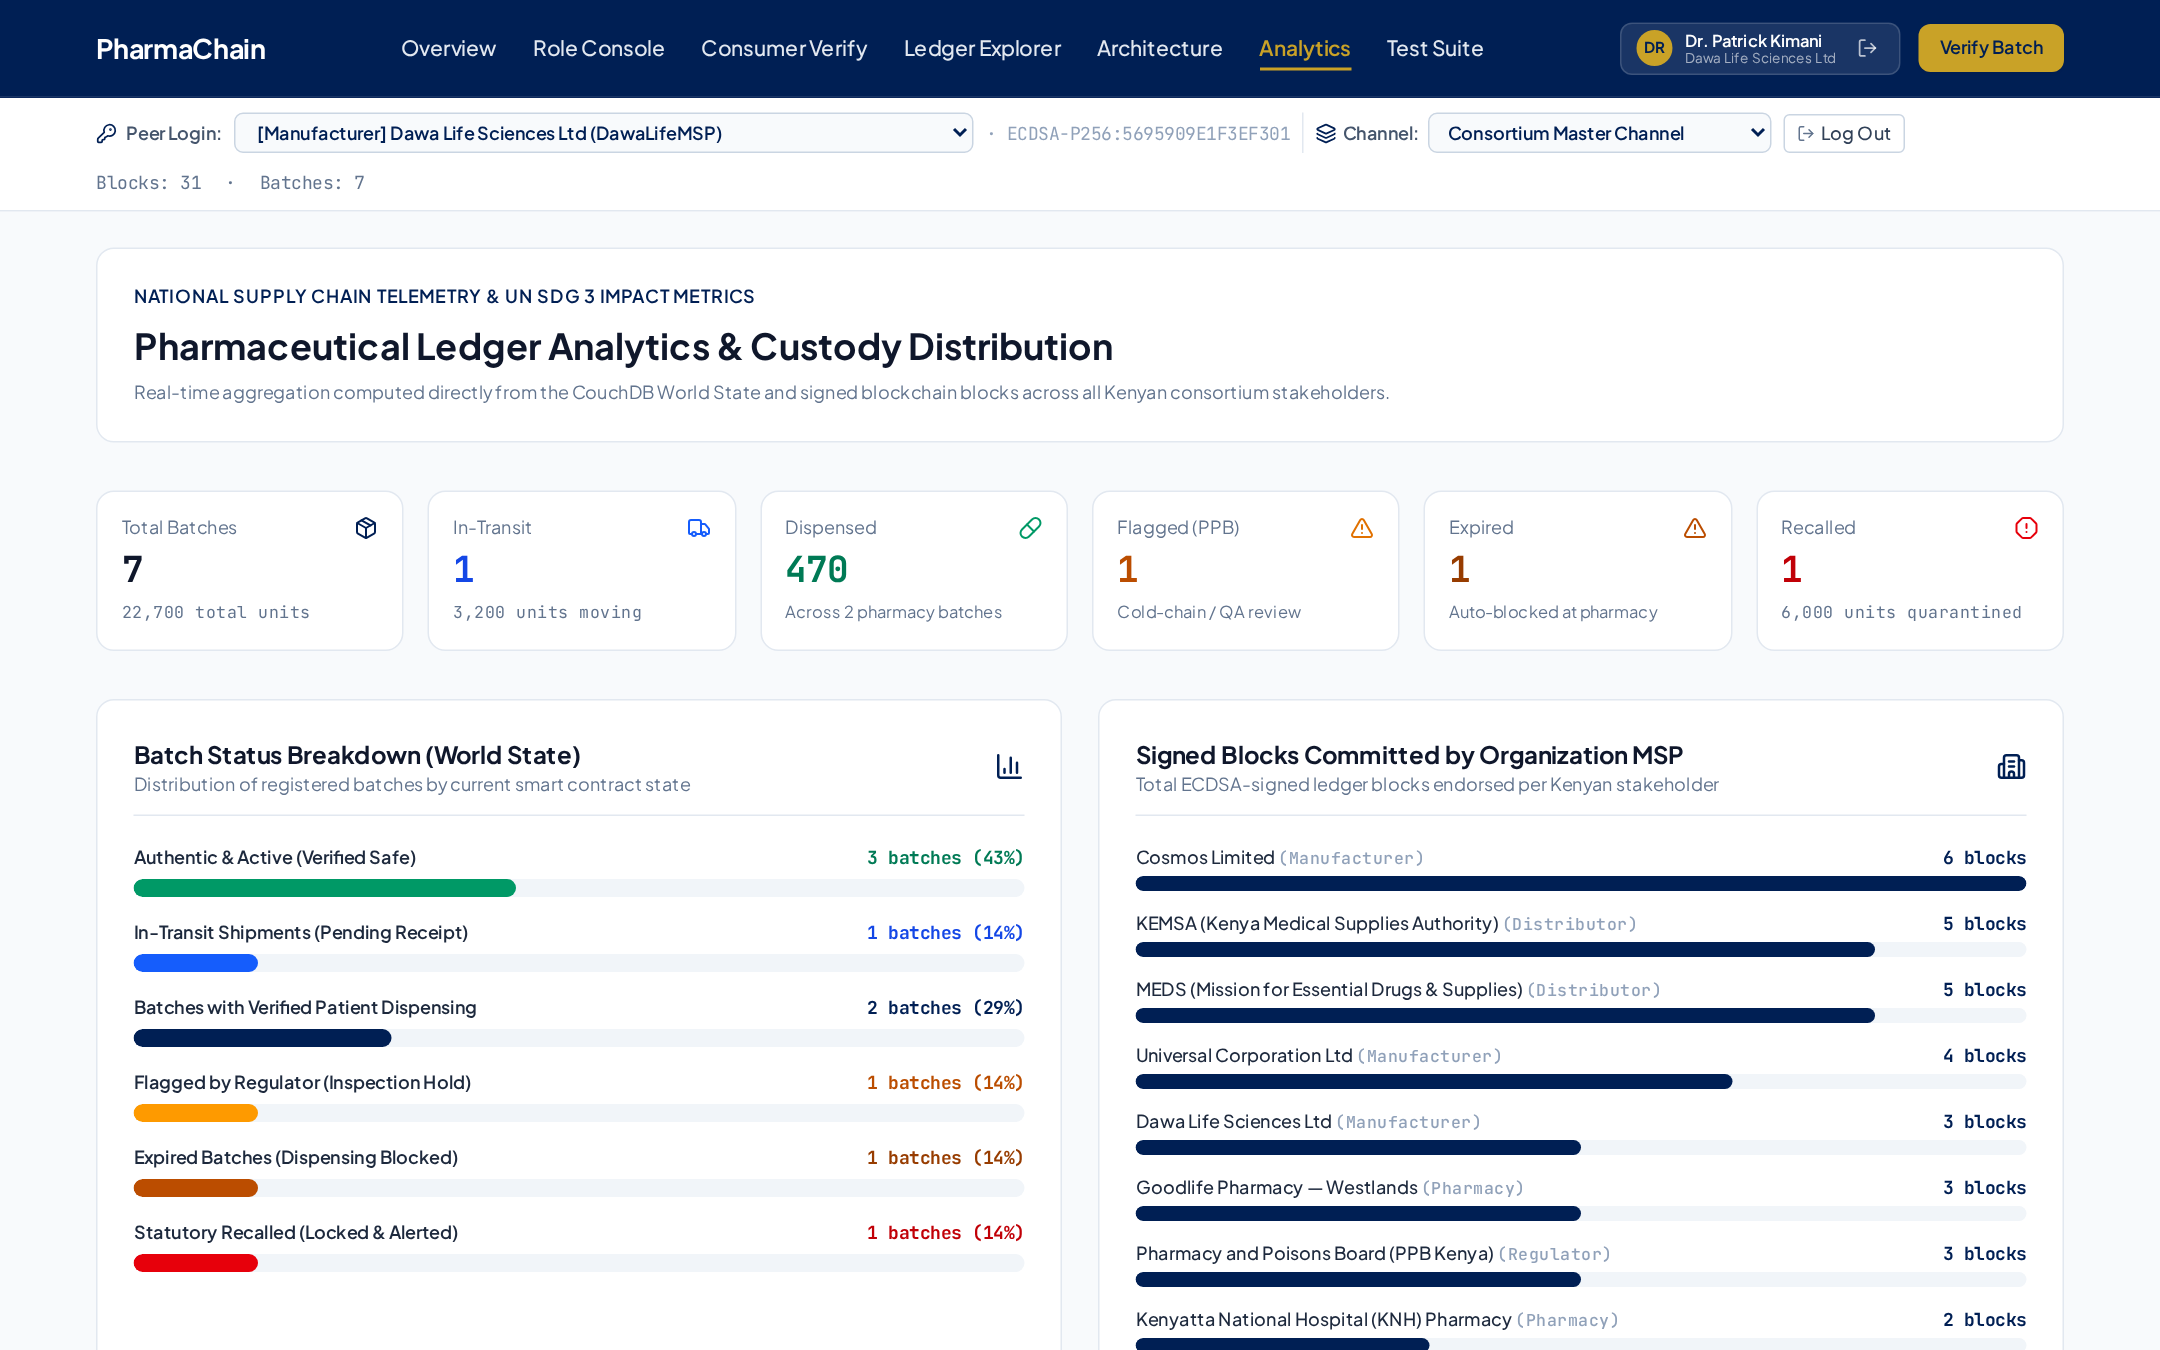 PharmaChain
Overview Role Console Consumer Verify Ledger Explorer Architecture Analytics Test Suite
DR Dr. Patrick Kimani
Dawa Life Sciences Ltd
Verify Batch
Peer Login: [Manufacturer] Dawa Life Sciences Ltd (DawaLifeMSP) · ECDSA-P256:5695909E1F3EF301 Channel: Consortium Master Channel Log Out
Blocks: 31 · Batches: 7
NATIONAL SUPPLY CHAIN TELEMETRY & UN SDG 3 IMPACT METRICS
Pharmaceutical Ledger Analytics & Custody Distribution
Real-time aggregation computed directly from the CouchDB World State and signed blockchain blocks across all Kenyan consortium stakeholders.
Total Batches
7
22,700 total units
In-Transit
1
3,200 units moving
Dispensed
470
Across 2 pharmacy batches
Flagged (PPB)
1
Cold-chain / QA review
Expired
1
Auto-blocked at pharmacy
Recalled
1
6,000 units quarantined
Batch Status Breakdown (World State)
Distribution of registered batches by current smart contract state
Authentic & Active (Verified Safe) 3 batches (43%)
In-Transit Shipments (Pending Receipt) 1 batches (14%)
Batches with Verified Patient Dispensing 2 batches (29%)
Flagged by Regulator (Inspection Hold) 1 batches (14%)
Expired Batches (Dispensing Blocked) 1 batches (14%)
Statutory Recalled (Locked & Alerted) 1 batches (14%)
Signed Blocks Committed by Organization MSP
Total ECDSA-signed ledger blocks endorsed per Kenyan stakeholder
Cosmos Limited (Manufacturer) 6 blocks
KEMSA (Kenya Medical Supplies Authority) (Distributor) 5 blocks
MEDS (Mission for Essential Drugs & Supplies) (Distributor) 5 blocks
Universal Corporation Ltd (Manufacturer) 4 blocks
Dawa Life Sciences Ltd (Manufacturer) 3 blocks
Goodlife Pharmacy — Westlands (Pharmacy) 3 blocks
Pharmacy and Poisons Board (PPB Kenya) (Regulator) 3 blocks
Kenyatta National Hospital (KNH) Pharmacy (Pharmacy) 2 blocks